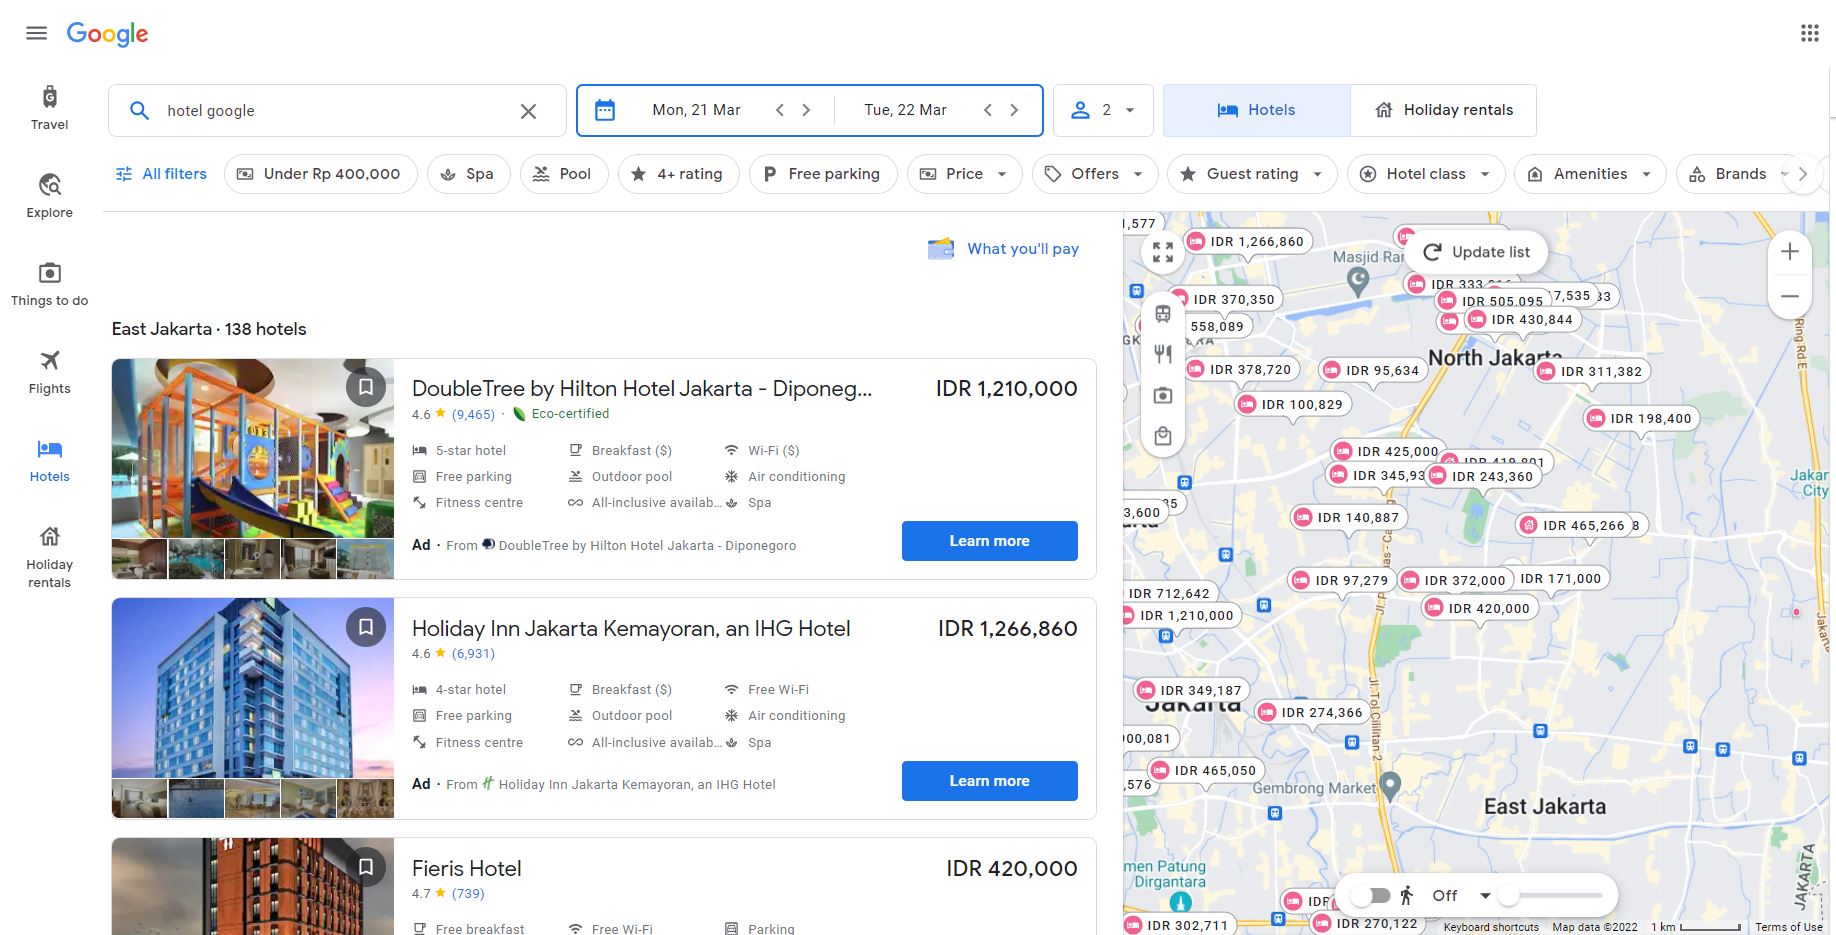 Google
Travel
Explore
Things to do
Flights
Hotels
Holiday
rentals
hotel google
Mon, 21 Mar
Tue, 22 Mar
2
Hotels
Holiday rentals
All filters
Under Rp 400,000
Spa
Pool
4+ rating
Free parking
Price
Offers
Guest rating
Hotel class
Amenities
Brands
What you'll pay
East Jakarta · 138 hotels
DoubleTree by Hilton Hotel Jakarta - Diponeg...
IDR 1,210,000
4.6 (9,465) · Eco-certified
5-star hotel
Breakfast ($)
Wi-Fi ($)
Free parking
Outdoor pool
Air conditioning
Fitness centre
All-inclusive availab...
Spa
Ad · From DoubleTree by Hilton Hotel Jakarta - Diponegoro
Learn more
Holiday Inn Jakarta Kemayoran, an IHG Hotel
IDR 1,266,860
4.6 (6,931)
4-star hotel
Breakfast ($)
Free Wi-Fi
Free parking
Outdoor pool
Air conditioning
Fitness centre
All-inclusive availab...
Spa
Ad · From Holiday Inn Jakarta Kemayoran, an IHG Hotel
Learn more
Fieris Hotel
IDR 420,000
4.7 (739)
Free breakfast
Free Wi-Fi
Parking
,577
IDR 1,266,860
Update list
Masjid
IDR 370,350
IDR 505,095
7,535
558,089
IDR 430,844
North Jakarta
IDR 378,720
IDR 95,634
IDR 311,382
IDR 100,829
IDR 198,400
IDR 425,000
IDR 345,93
IDR 243,360
3,600
IDR 140,887
IDR 465,266
IDR 97,279
IDR 372,000
IDR 171,000
712,642
IDR 420,000
IDR 1,210,000
IDR 349,187
Jakarta
IDR 274,366
00,081
IDR 465,050
,576
Gembrong Market
East Jakarta
Ring Rd E
Jl. Tol Cililitan 2
JAKARTA
men Patung
Dirgantara
Off
IDR 302,711
IDR 270,122
Keyboard shortcuts
Map data ©2022
1 km
Terms of Use